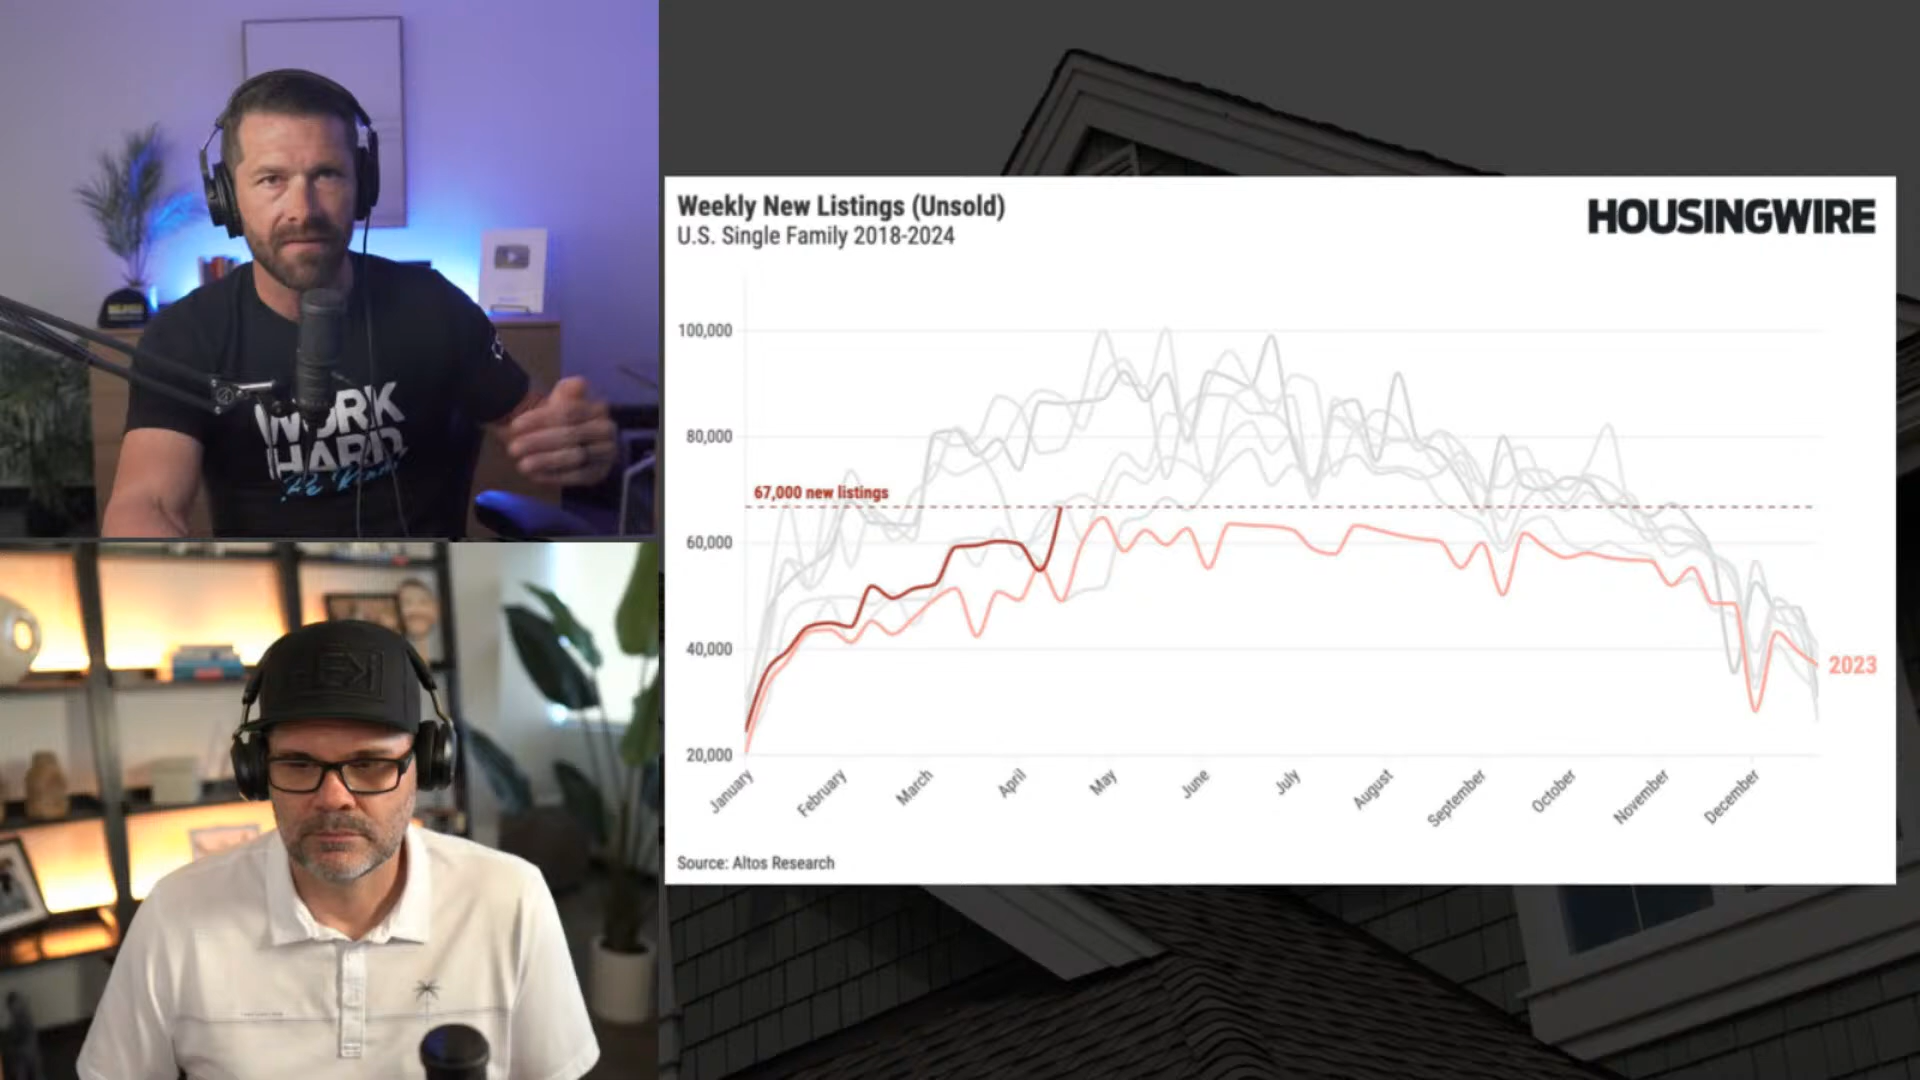 WORK
HARD
Be Kind
Weekly New Listings (Unsold)
U.S. Single Family 2018-2024
HOUSINGWIRE
100,000
80,000
60,000
40,000
20,000
67,000 new listings
2023
January
February
March
April
May
June
July
August
September
October
November
December
Source: Altos Research